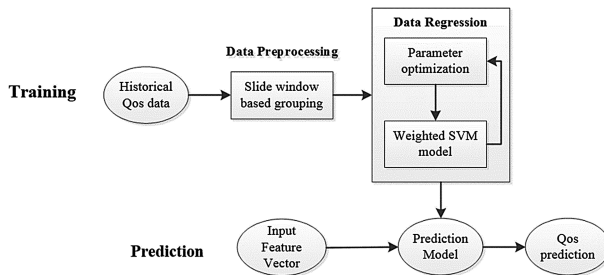 Data Regression
Data Preprocessing
Parameter
optimization
Training
Historical
Qos data
Slide window
based grouping
Weighted SVM
model
Prediction
Input
Feature
Vector
Prediction
Model
Qos
prediction